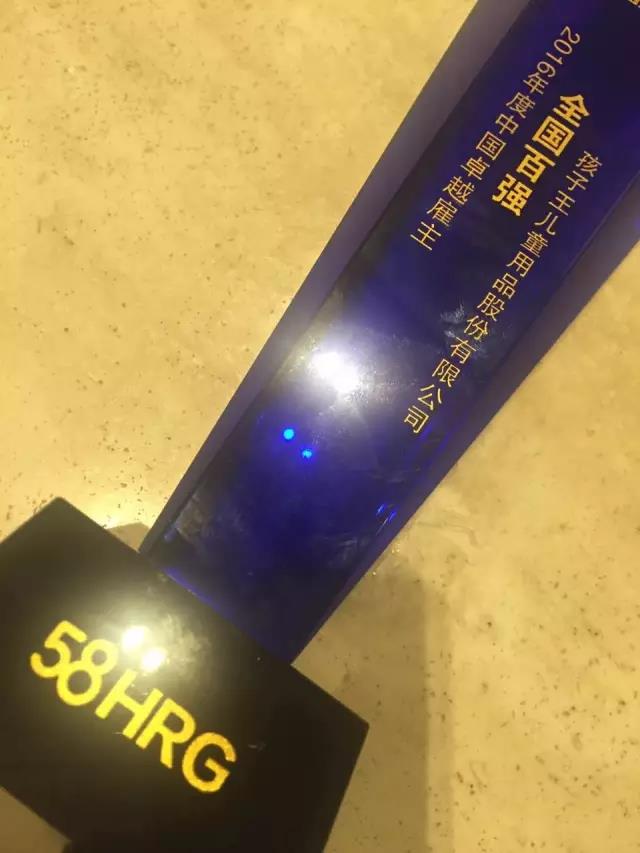 孩子王儿童用品股份有限公司
全国百强
2016年度中国卓越雇主
58HRG